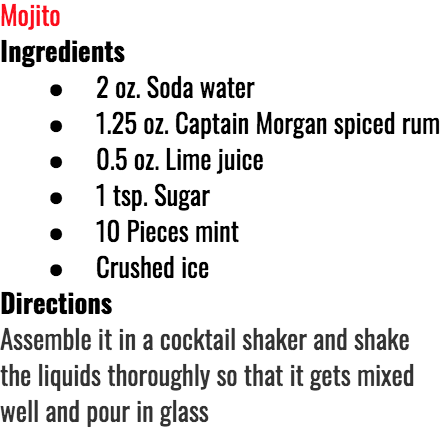 Mojito
Ingredients
● 2 oz. Soda water
● 1.25 oz. Captain Morgan spiced rum
● 0.5 oz. Lime juice
● 1 tsp. Sugar
● 10 Pieces mint
● Crushed ice
Directions
Assemble it in a cocktail shaker and shake
the liquids thoroughly so that it gets mixed
well and pour in glass